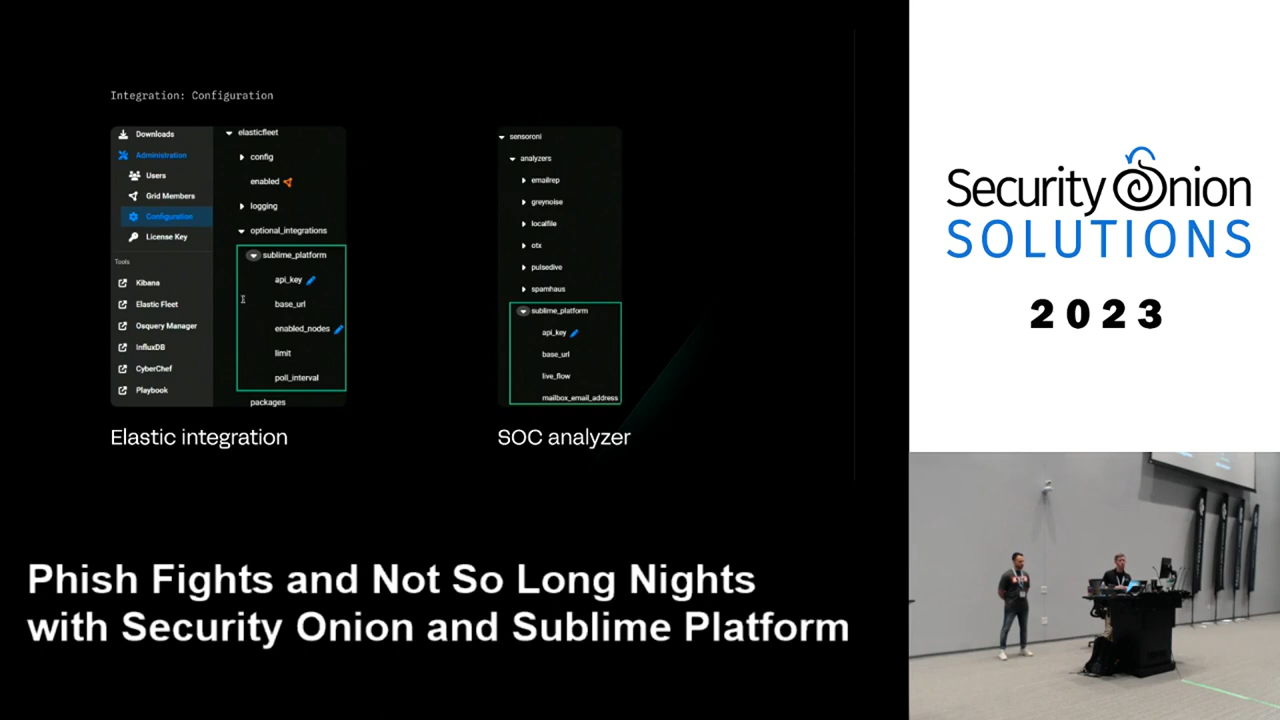 Integration: Configuration
Downloads
Administration
Users
Grid Members
Configuration
License Key
Tools
Kibana
Elastic Fleet
Osquery Manager
InfluxDB
CyberChef
Playbook
elasticfleet
config
enabled
logging
optional_integrations
sublime_platform
api_key
base_url
enabled_nodes
limit
poll_interval
packages
Elastic integration
sensoroni
analyzers
emailrep
greynoise
localfile
otx
pulsedive
spamhaus
sublime_platform
api_key
base_url
live_flow
mailbox_email_address
SOC analyzer
Phish Fights and Not So Long Nights
with Security Onion and Sublime Platform
Security Onion
SOLUTIONS
2023